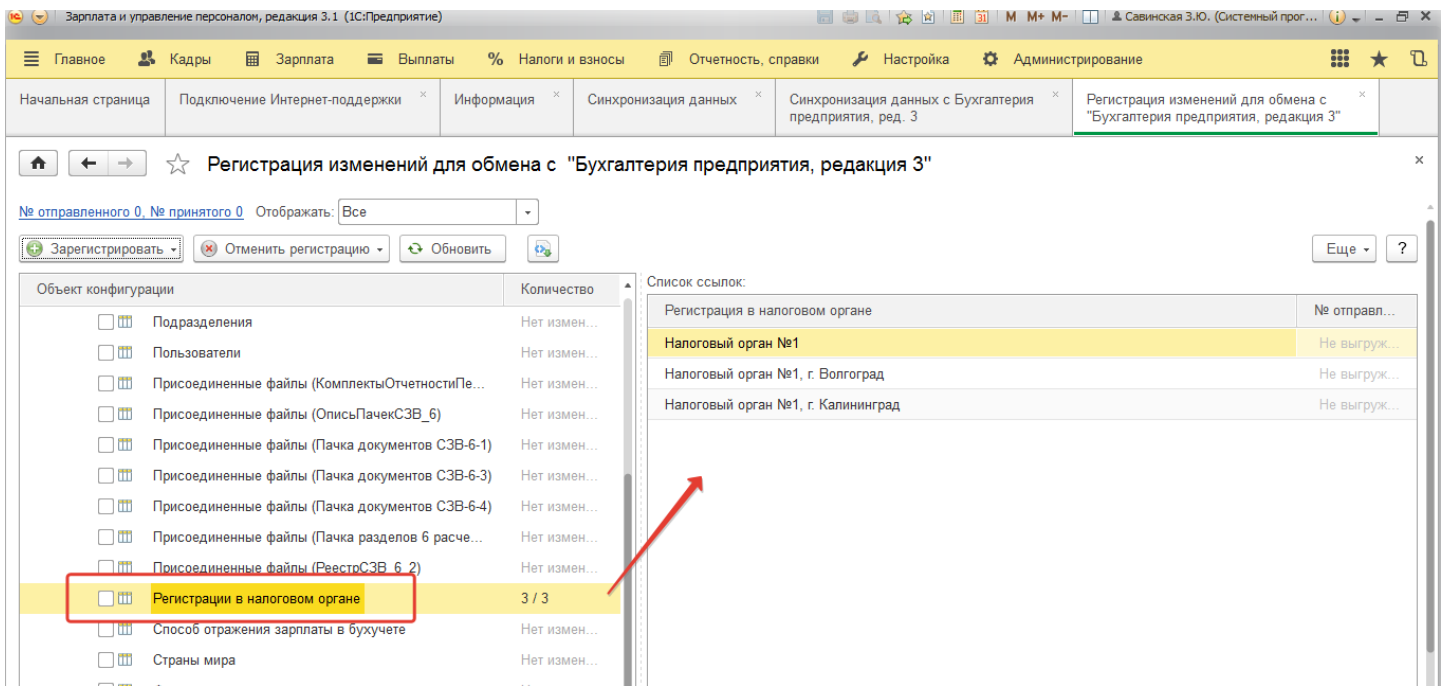 Зарплата и управление персоналом, редакция 3.1 (1С:Предприятие)
M M+ M-
Савинская З.Ю. (Системный прог...
Главное Кадры Зарплата Выплаты % Налоги и взносы Отчетность, справки Настройка Администрирование
Начальная страница
Подключение Интернет-поддержки
Информация
Синхронизация данных
Синхронизация данных с Бухгалтерия
предприятия, ред. 3
Регистрация изменений для обмена с
"Бухгалтерия предприятия, редакция 3"
Регистрация изменений для обмена с "Бухгалтерия предприятия, редакция 3"
№ отправленного 0, № принятого 0 Отображать: Все
Зарегистрировать Отменить регистрацию Обновить Еще ?
Объект конфигурации Количество
Подразделения Нет измен...
Пользователи Нет измен...
Присоединенные файлы (КомплектыОтчетностиПе... Нет измен...
Присоединенные файлы (ОписьПачекСЗВ_6) Нет измен...
Присоединенные файлы (Пачка документов СЗВ-6-1) Нет измен...
Присоединенные файлы (Пачка документов СЗВ-6-3) Нет измен...
Присоединенные файлы (Пачка документов СЗВ-6-4) Нет измен...
Присоединенные файлы (Пачка разделов 6 расче... Нет измен...
Присоединенные файлы (РеестрСЗВ_6_2) Нет измен...
Регистрации в налоговом органе 3 / 3
Способ отражения зарплаты в бухучете Нет измен...
Страны мира Нет измен...
Список ссылок:
Регистрация в налоговом органе № отправл...
Налоговый орган №1 Не выгруж...
Налоговый орган №1, г. Волгоград Не выгруж...
Налоговый орган №1, г. Калининград Не выгруж...